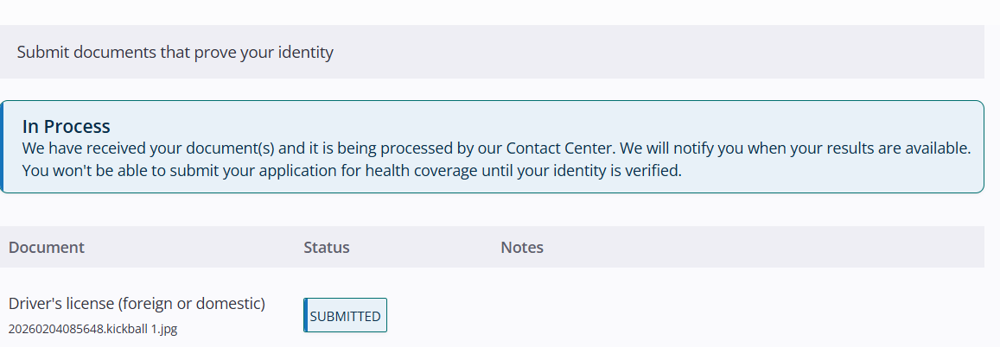 Submit documents that prove your identity
In Process
We have received your document(s) and it is being processed by our Contact Center. We will notify you when your results are available.
You won't be able to submit your application for health coverage until your identity is verified.
Document Status Notes
Driver's license (foreign or domestic)
SUBMITTED
20260204085648.kickball 1.jpg